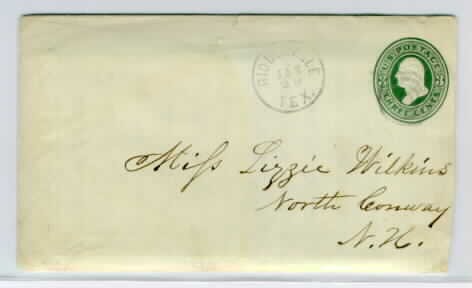 U.S. POSTAGE
THREE CENTS
TEX.
Miss Lizzie Wilkins
North Conway
N. H.